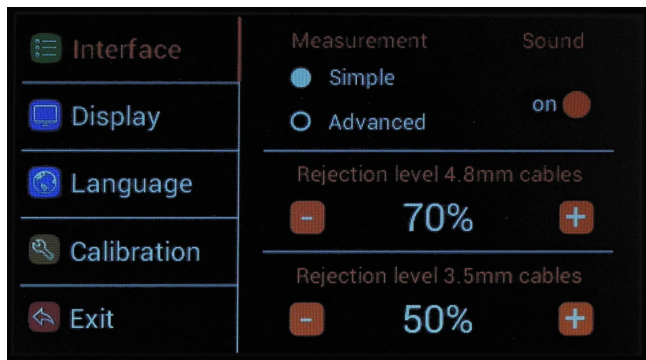 Interface
Display
Language
Calibration
Exit
Measurement
Sound
Simple
Advanced
on
Rejection level 4.8mm cables
- 70% +
Rejection level 3.5mm cables
- 50% +